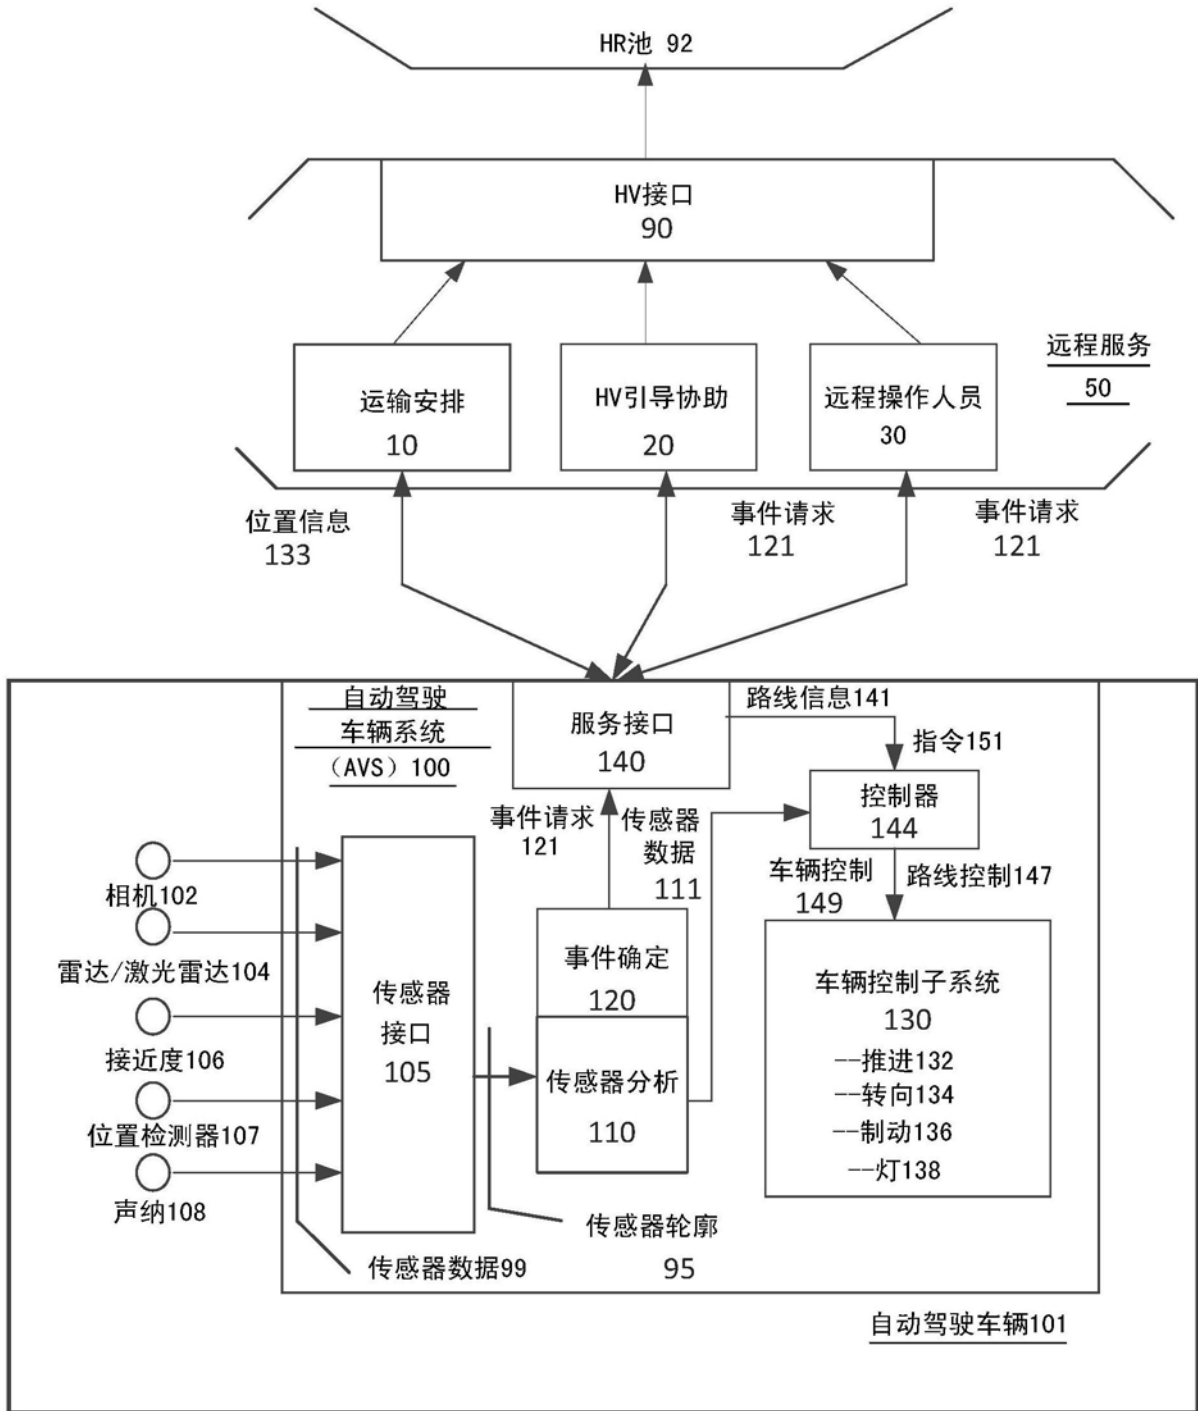 HR池 92
HV接口
90
远程服务
50
运输安排
10
HV引导协助
20
远程操作人员
30
位置信息
133
事件请求
121
事件请求
121
自动驾驶
车辆系统
（AVS）100
服务接口
140
路线信息141
指令151
控制器
144
事件请求
121
传感器
数据
111
车辆控制
149
路线控制147
相机102
雷达/激光雷达104
接近度106
位置检测器107
声纳108
传感器
接口
105
事件确定
120
传感器分析
110
车辆控制子系统
130
--推进132
--转向134
--制动136
--灯138
传感器轮廓
95
传感器数据99
自动驾驶车辆101